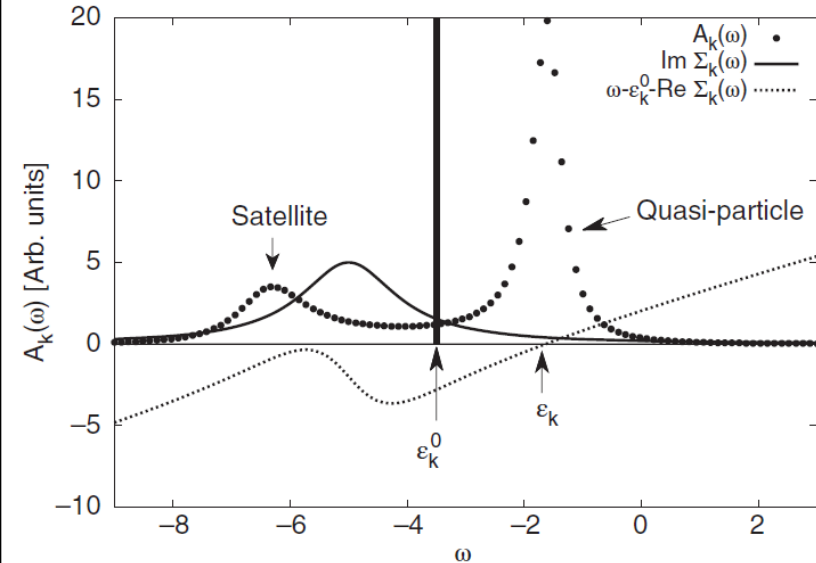 A_k(ω)
Im Σ_k(ω)
ω-ε_k^0-Re Σ_k(ω)
A_k(ω) [Arb. units]
20
15
10
5
0
−5
−10
Satellite
Quasi-particle
ε_k^0
ε_k
−8 −6 −4 −2 0 2
ω